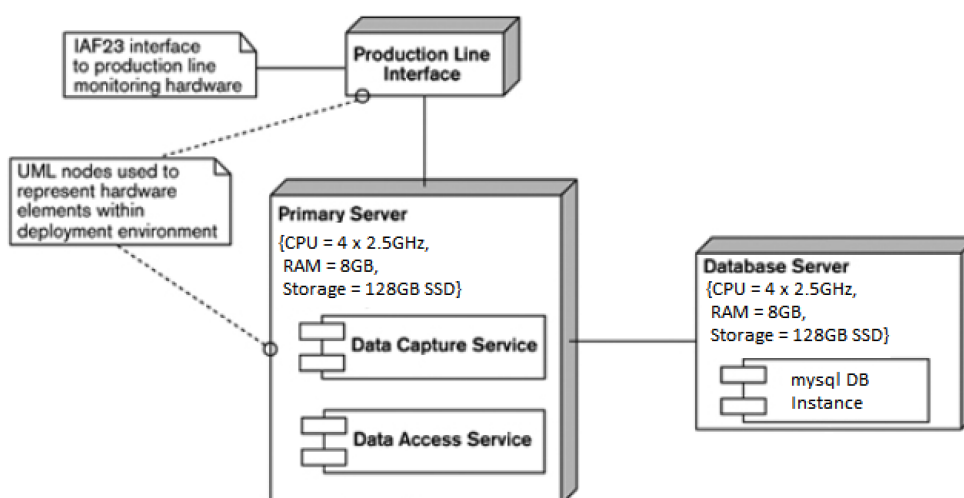 IAF23 interface
to production line
monitoring hardware
Production Line
Interface
UML nodes used to
represent hardware
elements within
deployment environment
Primary Server
{CPU = 4 x 2.5GHz,
RAM = 8GB,
Storage = 128GB SSD}
Data Capture Service
Data Access Service
Database Server
{CPU = 4 x 2.5GHz,
RAM = 8GB,
Storage = 128GB SSD}
mysql DB
Instance